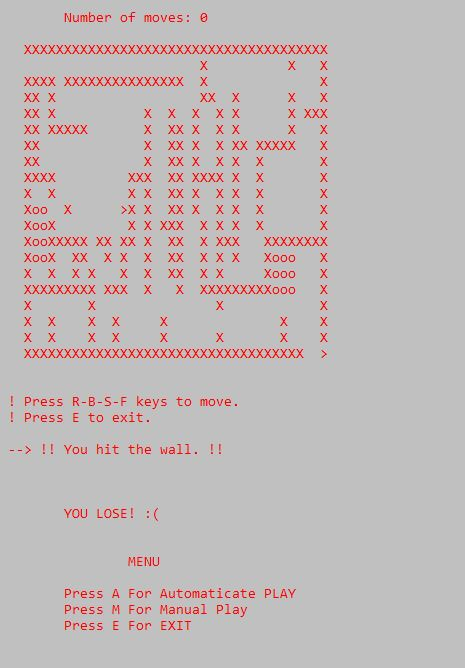 Number of moves: 0

  XXXXXXXXXXXXXXXXXXXXXXXXXXXXXXXXXXXXXX
                        X          X   X
  XXXX XXXXXXXXXXXXXXX  X              X
  XX X                  XX  X      X   X
  XX X           X  X  X  X X      X XXX
  XX XXXXX       X  XX X  X X      X   X
  XX             X  XX X  X XX XXXXX   X
  XX             X  XX X  X X  X       X
  XXXX         XXX  XX XXXX X  X       X
  X  X         X X  XX X  X X  X       X
  Xoo  X      >X X  XX X  X X  X       X
  XooX         X X XXX  X X X  X       X
  XooXXXXX XX XX X  XX  X XXX   XXXXXXXX
  XooX  XX  X X  X  XX  X X X   Xooo   X
  X  X  X X   X  X  XX  X X     Xooo   X
  XXXXXXXXX XXX  X   X  XXXXXXXXXooo   X
  X       X               X            X
  X  X    X  X     X              X    X
  X  X    X  X     X      X       X    X
  XXXXXXXXXXXXXXXXXXXXXXXXXXXXXXXXXXX  >

! Press R-B-S-F keys to move.
! Press E to exit.

--> !! You hit the wall. !!

       YOU LOSE! :(

               MENU

       Press A For Automaticate PLAY
       Press M For Manual Play
       Press E For EXIT